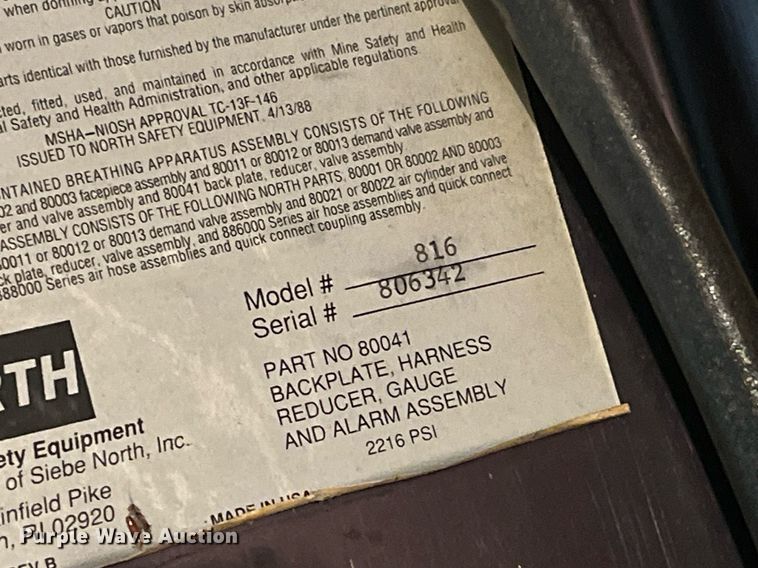 when donning
CAUTION
worn in gases or vapors that poison by skin
arts identical with those furnished by the manufacturer under the pertinent
ted, fitted, used, and maintained in accordance with Mine Safety and Health
al Safety and Health Administration, and other applicable regulations
MSHA–NIOSH APPROVAL TC-13F-146
ISSUED TO NORTH SAFETY EQUIPMENT, 4/13/88
NTAINED BREATHING APPARATUS ASSEMBLY CONSISTS OF THE FOLLOWING
02 and 80003 facepiece assembly and 80011 or 80012 or 80013 demand valve assembly and
er and valve assembly and 80041 back plate, reducer, valve assembly
ASSEMBLY CONSISTS OF THE FOLLOWING NORTH PARTS, 80001 OR 80002 AND 80003
0011 or 80012 or 80013 demand valve assembly and 80021 or 80022 air cylinder and valve
ck plate, reducer, valve assembly, and 886000 Series air hose assemblies and quick connect
888000 Series air hose assemblies and quick connect coupling assembly.
Model # 816
Serial # 806342
PART NO 80041
BACKPLATE, HARNESS
REDUCER, GAUGE
AND ALARM ASSEMBLY
2216 PSI
RTH
ety Equipment
of Siebe North, Inc.
infield Pike
n, RI 02920
MADE IN USA
EV B
Purple Wave Auction